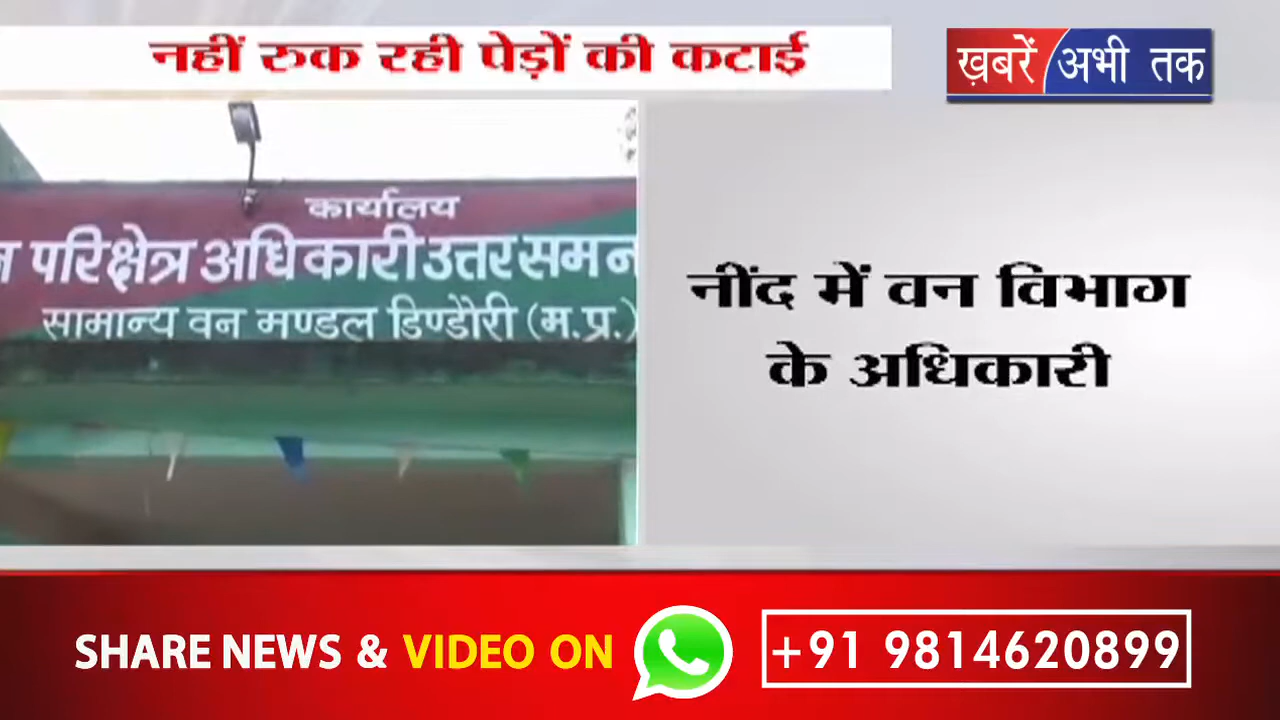 नहीं रुक रही पेड़ों की कटाई
ख़बरें अभी तक
कार्यालय
परिक्षेत्र अधिकारी उत्तर समन
सामान्य वन मण्डल डिण्डौरी (म.प्र.)
नींद में वन विभाग
के अधिकारी
SHARE NEWS & VIDEO ON
+91 9814620899